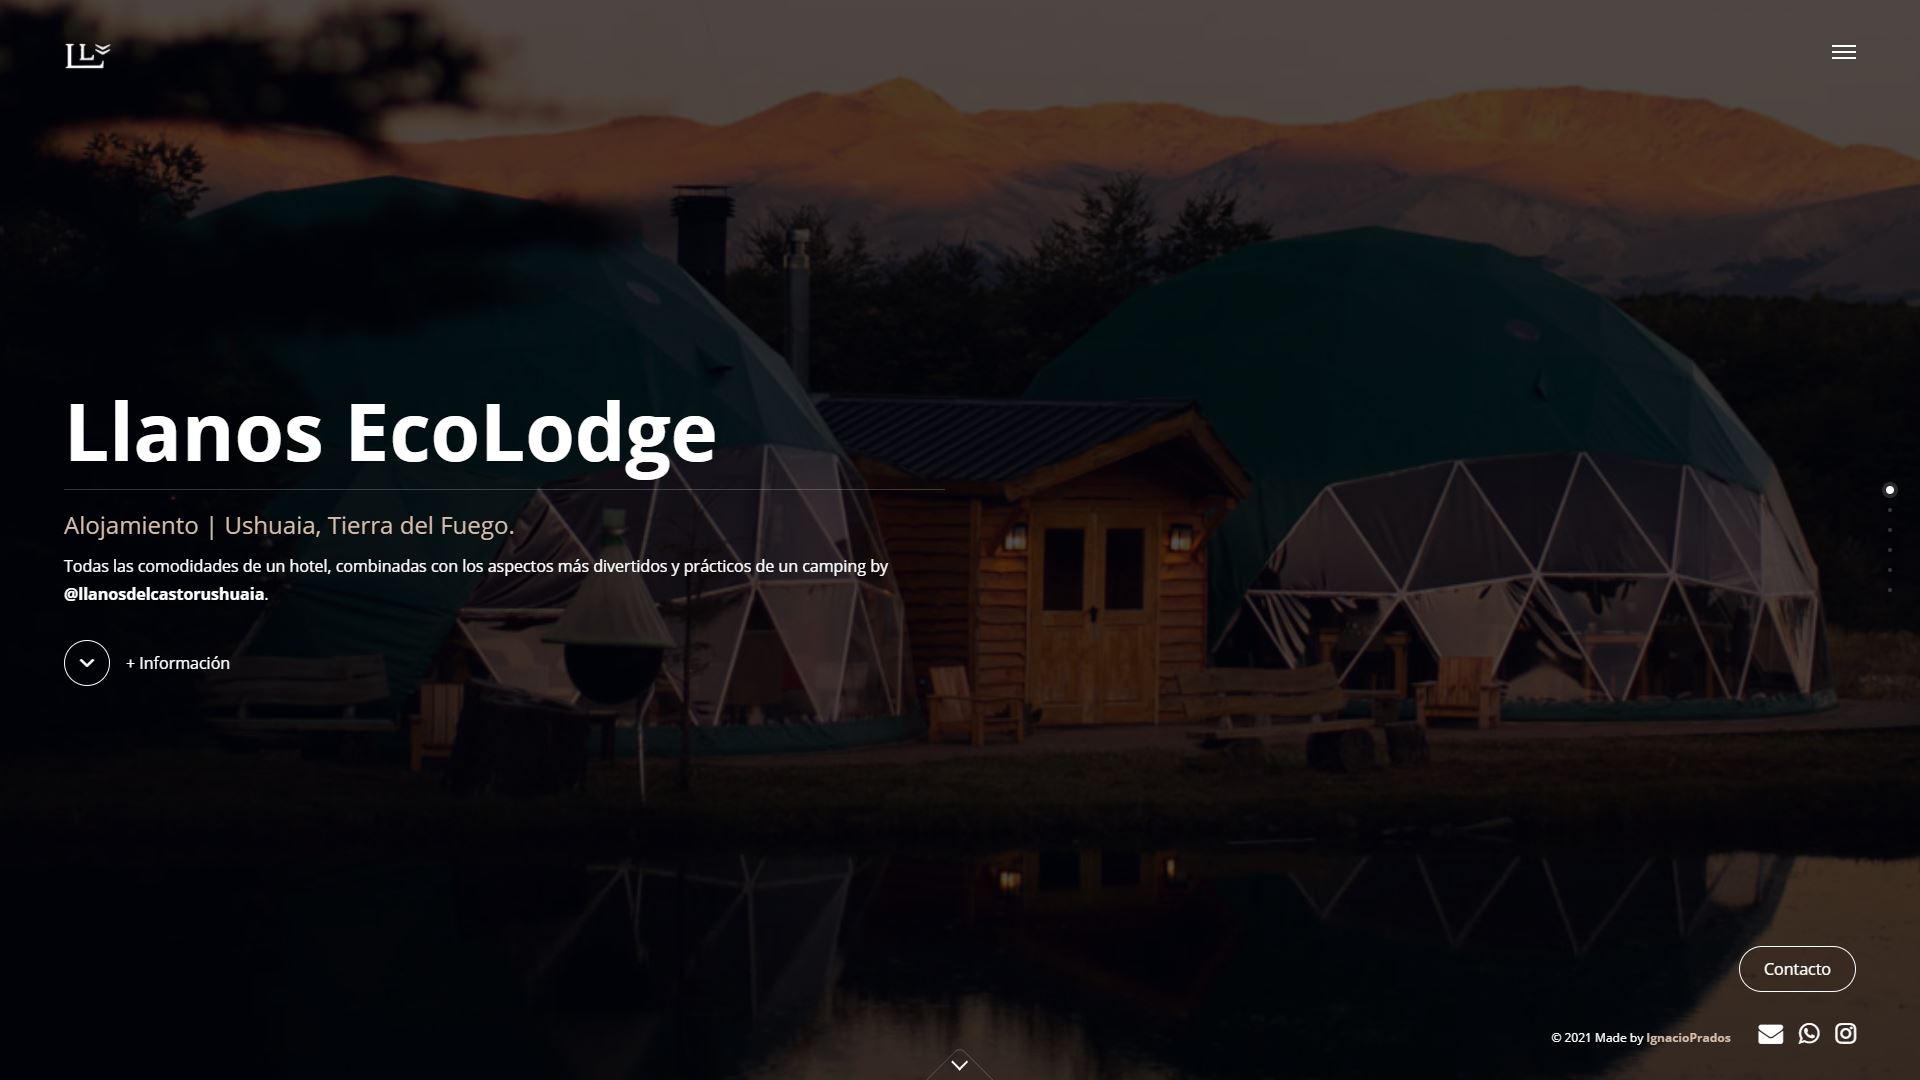 LL
Llanos EcoLodge
Alojamiento | Ushuaia, Tierra del Fuego.
Todas las comodidades de un hotel, combinadas con los aspectos más divertidos y prácticos de un camping by
@llanosdelcastorushuaia.
+ Información
Contacto
© 2021 Made by IgnacioPrados